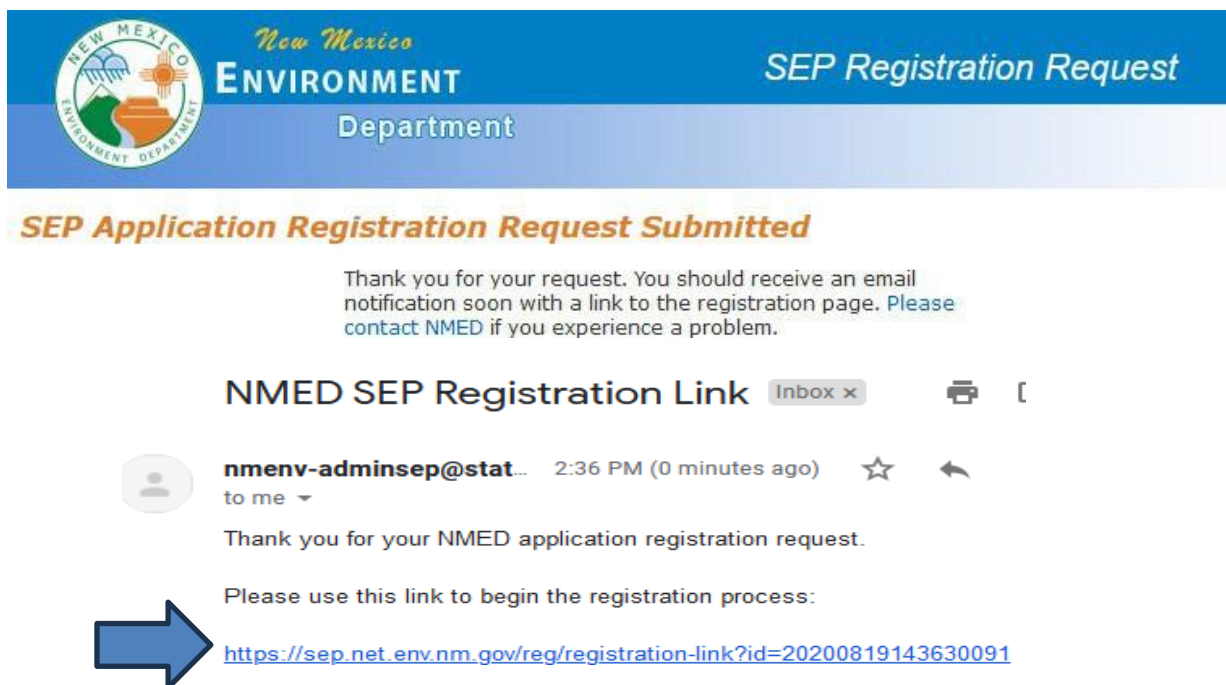 NEW MEXICO
ENVIRONMENT DEPARTMENT
New Mexico
ENVIRONMENT
Department
SEP Registration Request
SEP Application Registration Request Submitted
Thank you for your request. You should receive an email
notification soon with a link to the registration page. Please
contact NMED if you experience a problem.
NMED SEP Registration Link Inbox x
nmenv-adminsep@stat... 2:36 PM (0 minutes ago)
to me
Thank you for your NMED application registration request.
Please use this link to begin the registration process:
https://sep.net.env.nm.gov/reg/registration-link?id=20200819143630091